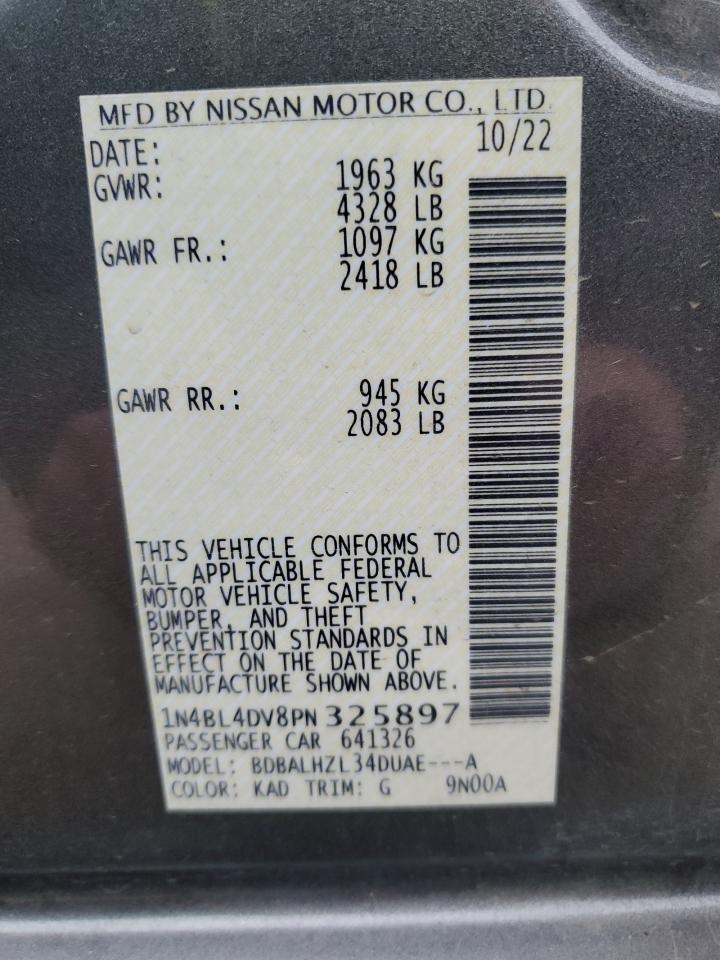 MFD BY NISSAN MOTOR CO., LTD.
DATE: 10/22
GVWR: 1963 KG
4328 LB
GAWR FR.: 1097 KG
2418 LB
GAWR RR.: 945 KG
2083 LB
THIS VEHICLE CONFORMS TO
ALL APPLICABLE FEDERAL
MOTOR VEHICLE SAFETY,
BUMPER, AND THEFT
PREVENTION STANDARDS IN
EFFECT ON THE DATE OF
MANUFACTURE SHOWN ABOVE.
1N4BL4DV8PN 325897
PASSENGER CAR 641326
MODEL: BDBALHZL34DUAE---A
COLOR: KAD TRIM: G 9N00A